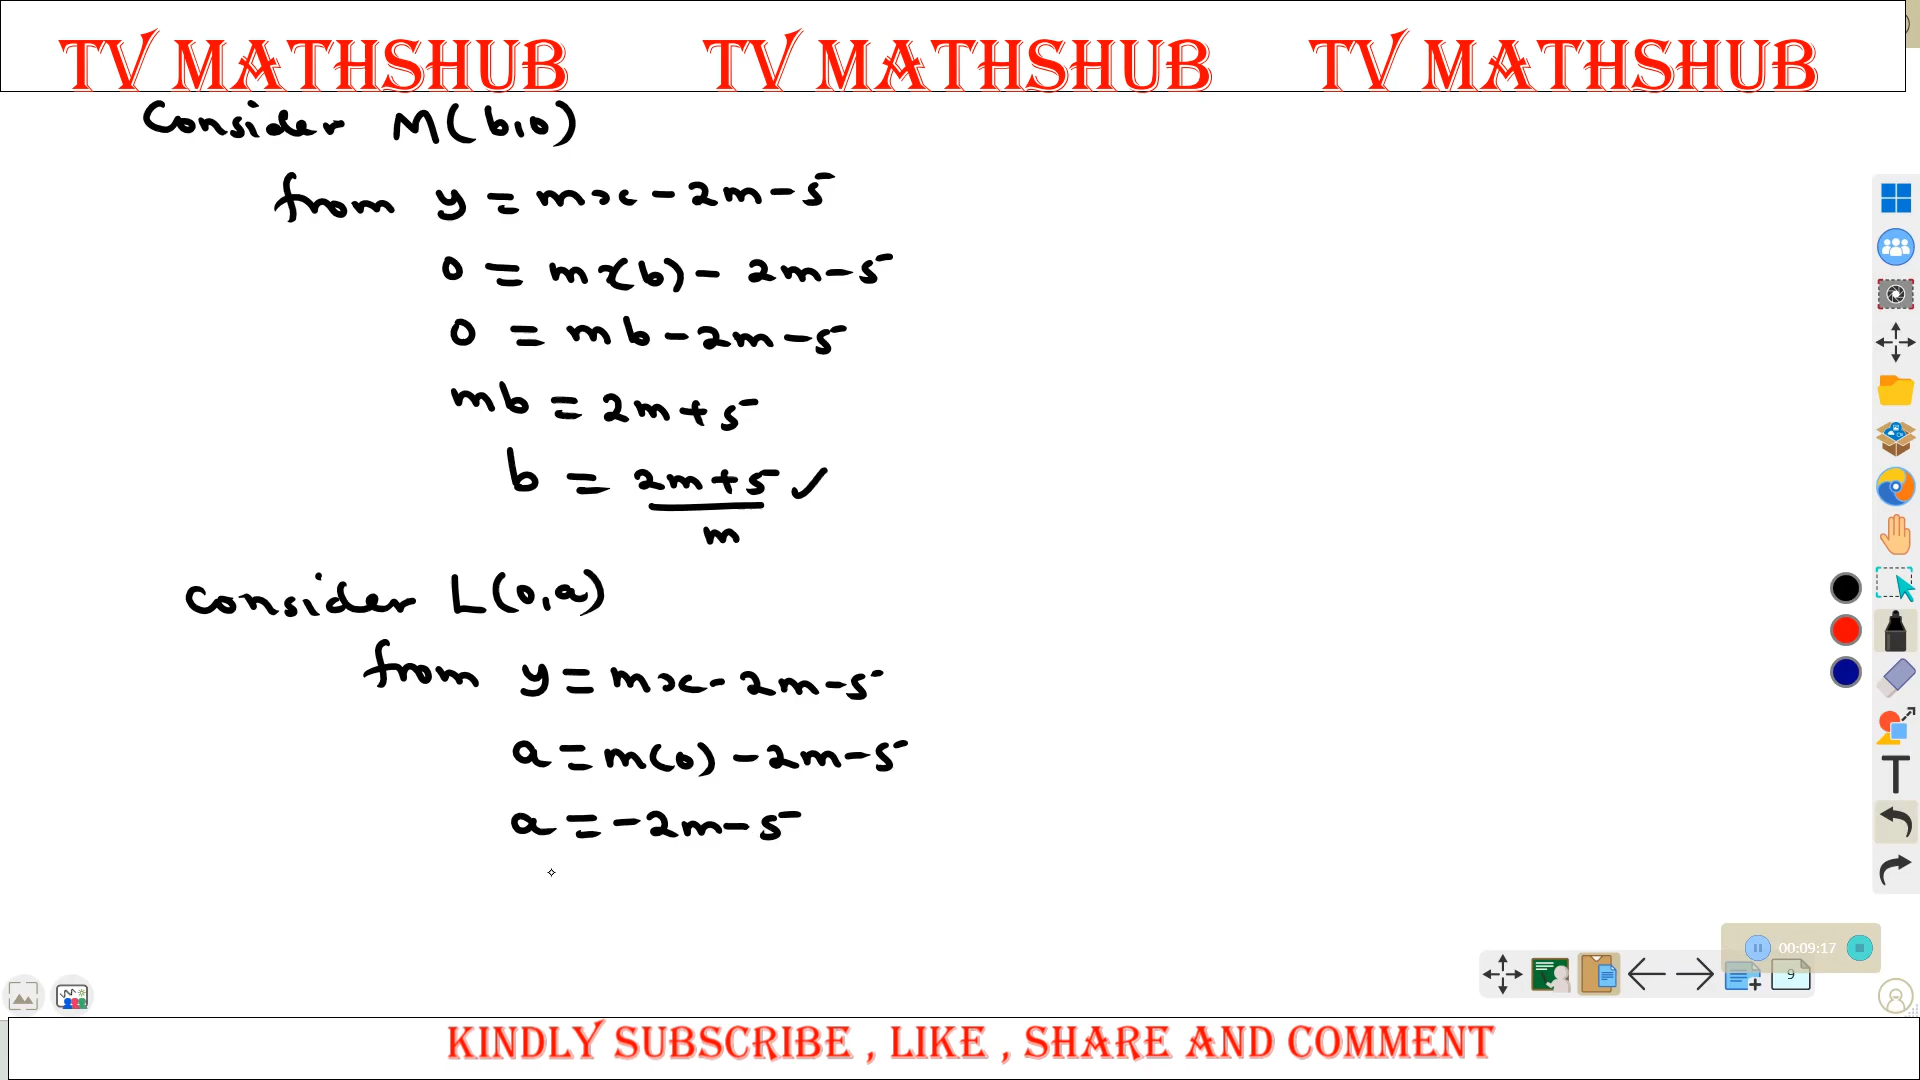 TV MATHSHUB TV MATHSHUB TV MATHSHUB
Consider M(b,0)
from y = mx - 2m - 5
0 = mx(b) - 2m - 5
0 = mb - 2m - 5
mb = 2m + 5
b = 2m + 5 ✓
m
Consider L(0,a)
from y = mx - 2m - 5
a = m(0) - 2m - 5
a = -2m - 5
T
00:09:17
9
KINDLY SUBSCRIBE , LIKE , SHARE AND COMMENT